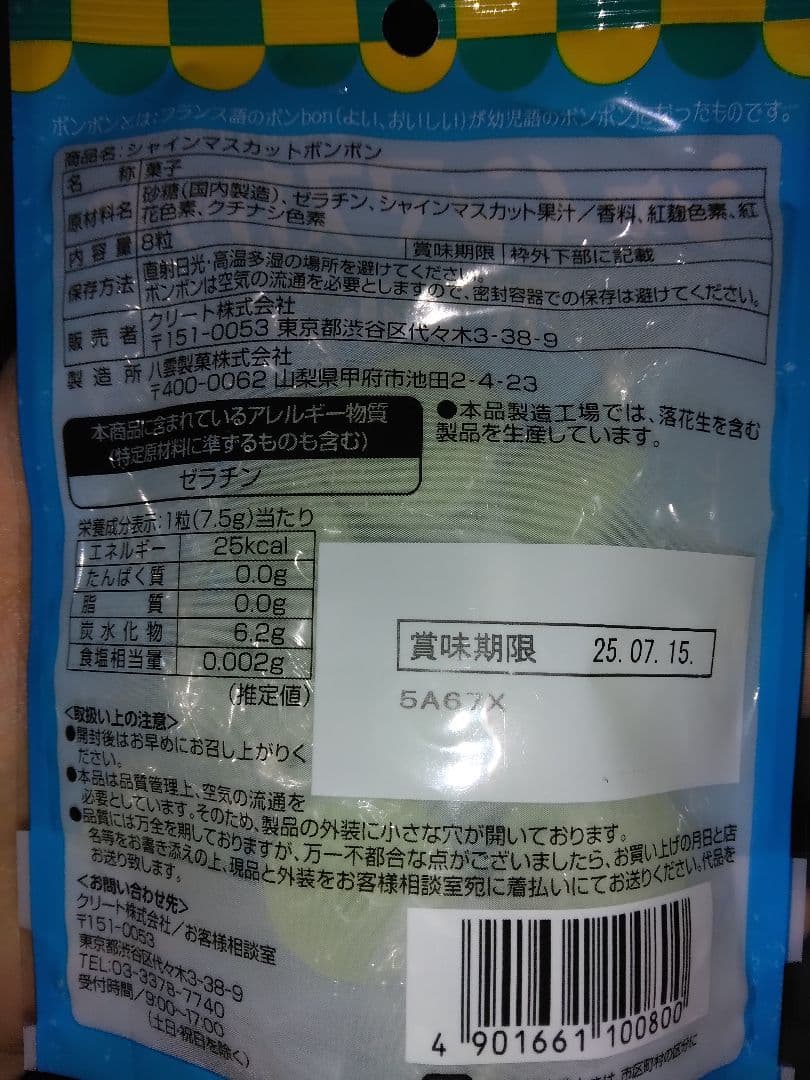 ボンボンとは:フランス語のボンbon(よい、おいしい)が幼児語のボンボンになったものです。
商品名:シャインマスカットボンボン
名称 菓子
原材料名 砂糖(国内製造)、ゼラチン、シャインマスカット果汁/香料、紅麹色素、紅
花色素、クチナシ色素
内容量 8粒 賞味期限 枠外下部に記載
保存方法 直射日光・高温多湿の場所を避けてください。
ボンボンは空気の流通を必要としますので、密封容器での保存は避けてください。
販売者 クリート株式会社
〒151-0053 東京都渋谷区代々木3-38-9
製造所 八雲製菓株式会社
〒400-0062 山梨県甲府市池田2-4-23
本商品に含まれているアレルギー物質
(特定原材料に準ずるものも含む)
ゼラチン
●本品製造工場では、落花生を含む
製品を生産しています。
栄養成分表示:1粒(7.5g)当たり
エネルギー 25kcal
たんぱく質 0.0g
脂質 0.0g
炭水化物 6.2g
食塩相当量 0.002g
(推定値)
賞味期限 25.07.15.
5A67X
<取扱い上の注意>
●開封後はお早めにお召し上がりく
ださい。
●本品は品質管理上、空気の流通を
必要としています。そのため、製品の外装に小さな穴が開いております。
●品質には万全を期しておりますが、万一不都合な点がございましたら、お買い上げの月日と店
名等をお書き添えの上、現品と外装をお客様相談室宛に着払いにてお送りください。代品を
お送り致します。
<お問い合わせ先>
クリート株式会社/お客様相談室
〒151-0053
東京都渋谷区代々木3-38-9
TEL:03-3378-7740
受付時間/9:00~17:00
(土日・祝日を除く)
4 901661 100800
市区町村の区分に